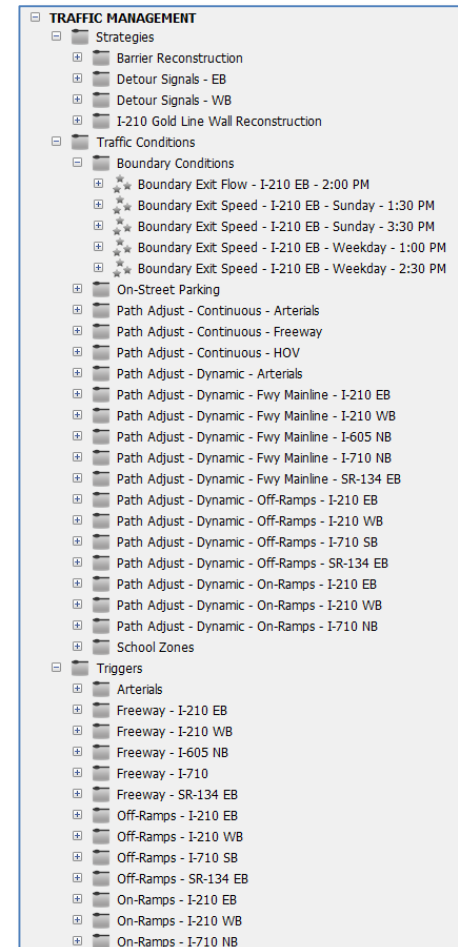 TRAFFIC MANAGEMENT
Strategies
Barrier Reconstruction
Detour Signals - EB
Detour Signals - WB
I-210 Gold Line Wall Reconstruction
Traffic Conditions
Boundary Conditions
Boundary Exit Flow - I-210 EB - 2:00 PM
Boundary Exit Speed - I-210 EB - Sunday - 1:30 PM
Boundary Exit Speed - I-210 EB - Sunday - 3:30 PM
Boundary Exit Speed - I-210 EB - Weekday - 1:00 PM
Boundary Exit Speed - I-210 EB - Weekday - 2:30 PM
On-Street Parking
Path Adjust - Continuous - Arterials
Path Adjust - Continuous - Freeway
Path Adjust - Continuous - HOV
Path Adjust - Dynamic - Arterials
Path Adjust - Dynamic - Fwy Mainline - I-210 EB
Path Adjust - Dynamic - Fwy Mainline - I-210 WB
Path Adjust - Dynamic - Fwy Mainline - I-605 NB
Path Adjust - Dynamic - Fwy Mainline - I-710 NB
Path Adjust - Dynamic - Fwy Mainline - SR-134 EB
Path Adjust - Dynamic - Off-Ramps - I-210 EB
Path Adjust - Dynamic - Off-Ramps - I-210 WB
Path Adjust - Dynamic - Off-Ramps - I-710 SB
Path Adjust - Dynamic - Off-Ramps - SR-134 EB
Path Adjust - Dynamic - On-Ramps - I-210 EB
Path Adjust - Dynamic - On-Ramps - I-210 WB
Path Adjust - Dynamic - On-Ramps - I-710 NB
School Zones
Triggers
Arterials
Freeway - I-210 EB
Freeway - I-210 WB
Freeway - I-605 NB
Freeway - I-710
Freeway - SR-134 EB
Off-Ramps - I-210 EB
Off-Ramps - I-210 WB
Off-Ramps - I-710 SB
Off-Ramps - SR-134 EB
On-Ramps - I-210 EB
On-Ramps - I-210 WB
On-Ramps - I-710 NB